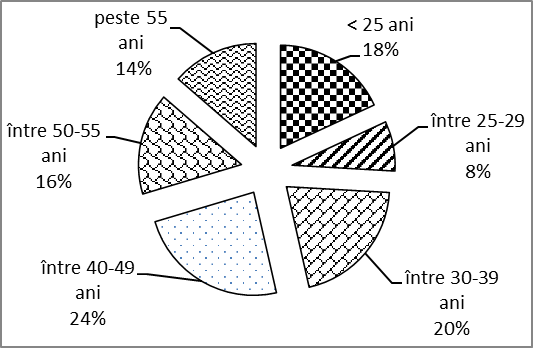 peste 55
ani
14%
< 25 ani
18%
între 25-29
ani
8%
între 30-39
ani
20%
între 40-49
ani
24%
între 50-55
ani
16%